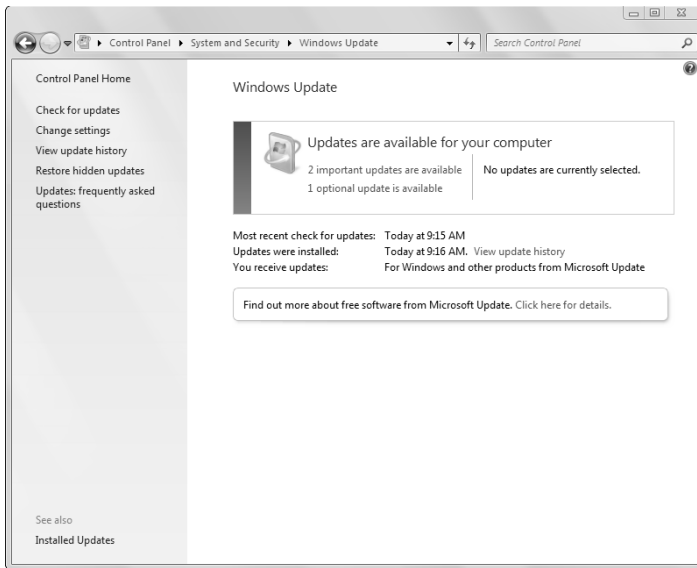 Control Panel ▸ System and Security ▸ Windows Update
Search Control Panel
Control Panel Home
Check for updates
Change settings
View update history
Restore hidden updates
Updates: frequently asked
questions
See also
Installed Updates
Windows Update
Updates are available for your computer
2 important updates are available
1 optional update is available
No updates are currently selected.
Most recent check for updates: Today at 9:15 AM
Updates were installed: Today at 9:16 AM. View update history
You receive updates: For Windows and other products from Microsoft Update
Find out more about free software from Microsoft Update. Click here for details.